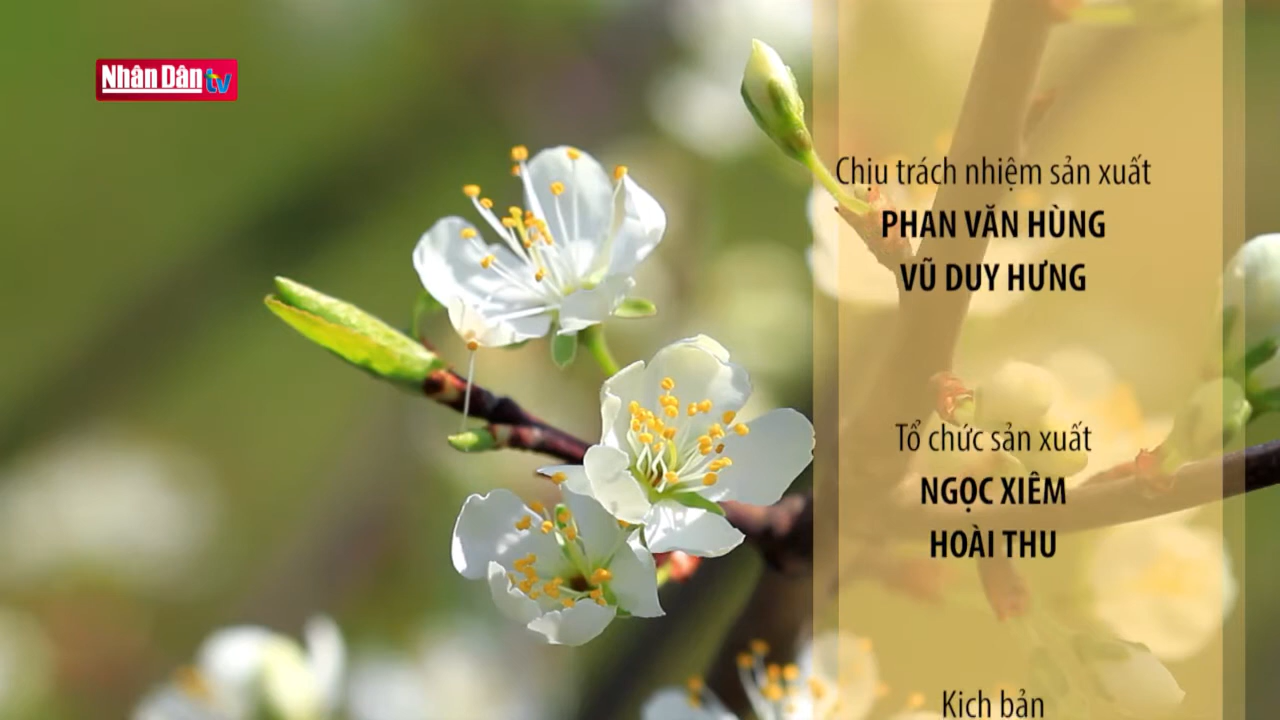 Nhân Dân tv
Chịu trách nhiệm sản xuất
PHAN VĂN HÙNG
VŨ DUY HƯNG
Tổ chức sản xuất
NGỌC XIÊM
HOÀI THU
Kịch bản